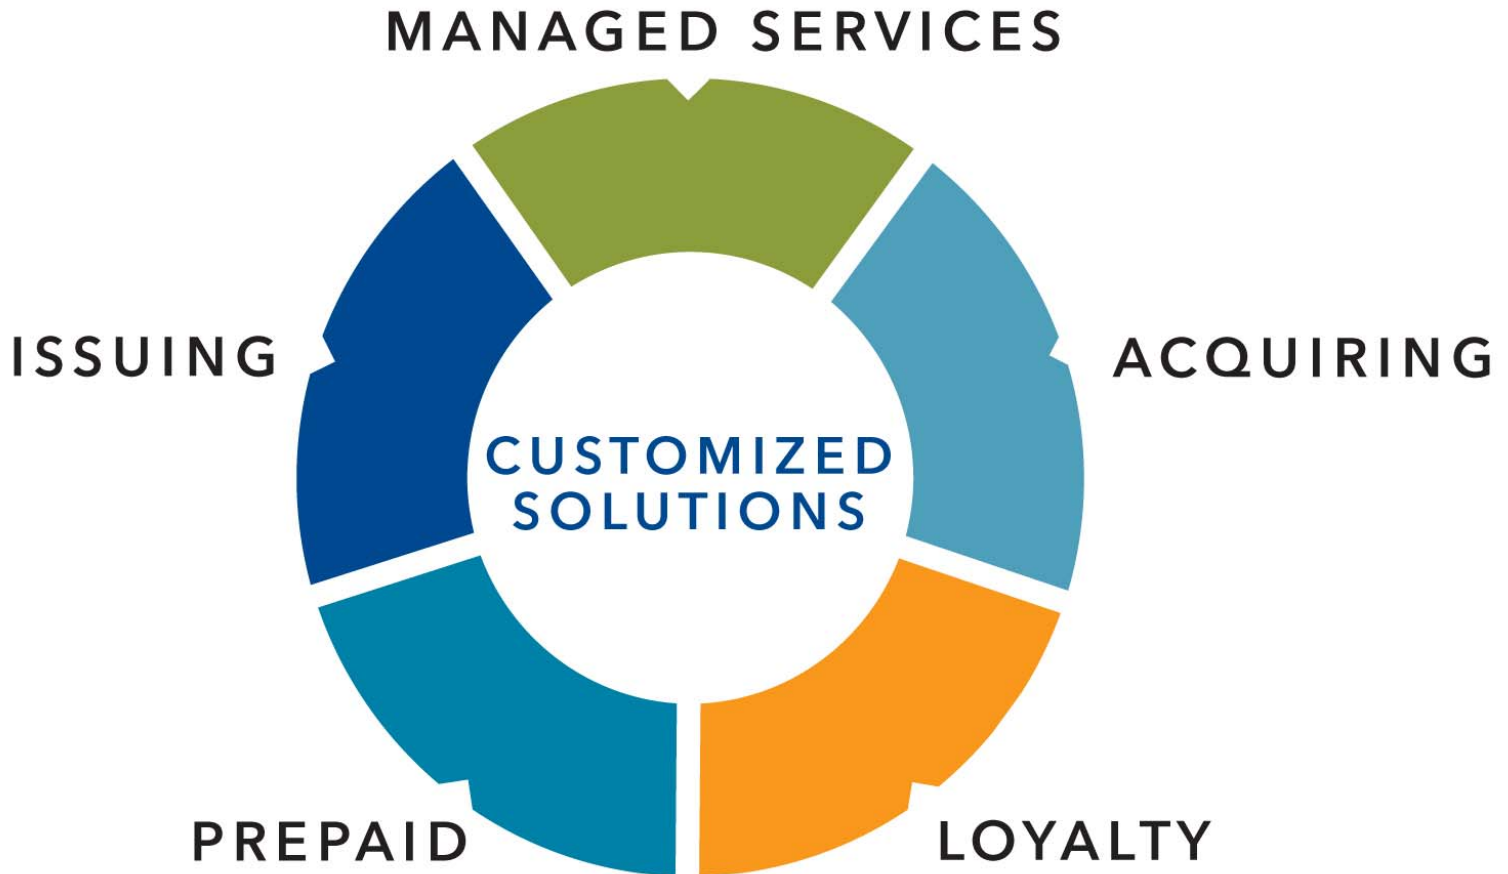 MANAGED SERVICES
ISSUING
ACQUIRING
CUSTOMIZED
SOLUTIONS
PREPAID
LOYALTY